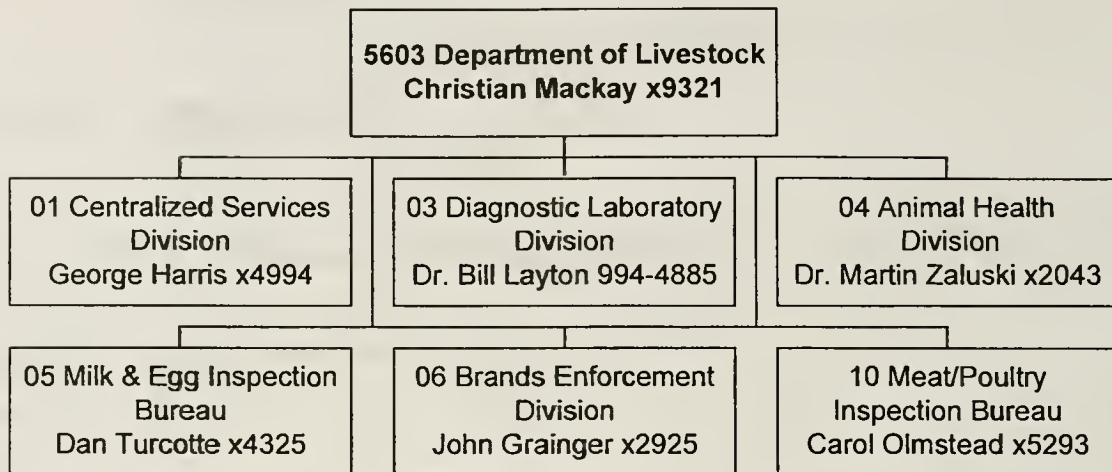 5603 Department of Livestock
Christian Mackay x9321
01 Centralized Services
Division
George Harris x4994
03 Diagnostic Laboratory
Division
Dr. Bill Layton 994-4885
04 Animal Health
Division
Dr. Martin Zaluski x2043
05 Milk & Egg Inspection
Bureau
Dan Turcotte x4325
06 Brands Enforcement
Division
John Grainger x2925
10 Meat/Poultry
Inspection Bureau
Carol Olmstead x5293